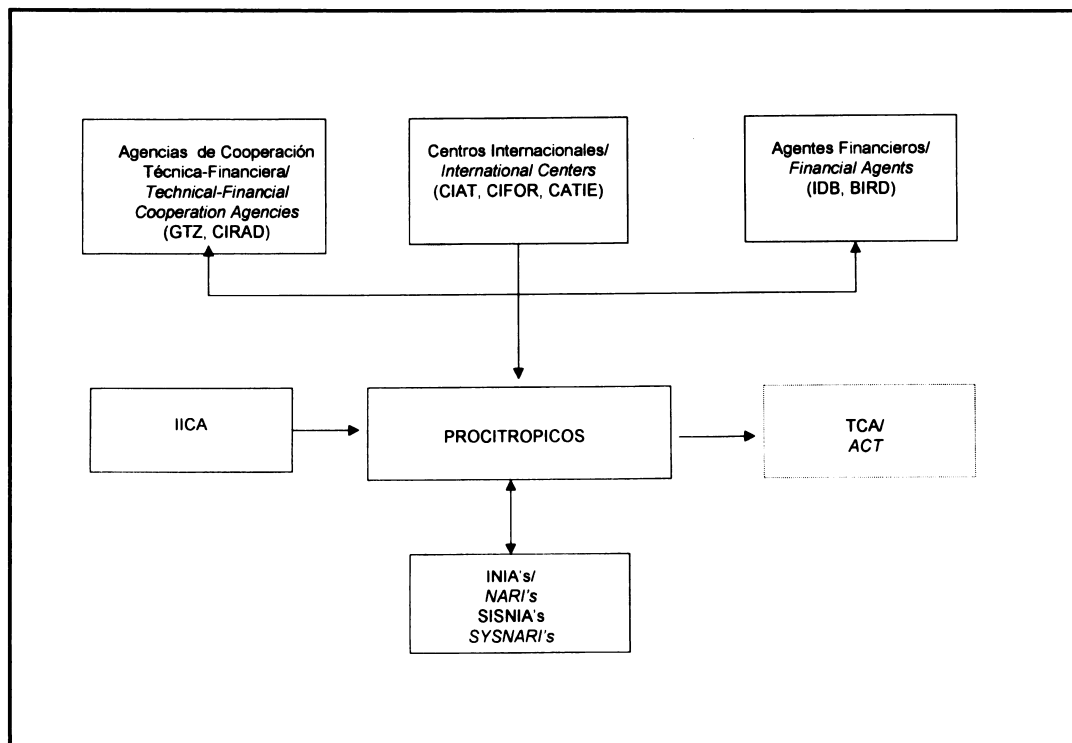 Agencias de Cooperación
Técnica-Financiera/
Technical-Financial
Cooperation Agencies
(GTZ, CIRAD)
Centros Internacionales/
International Centers
(CIAT, CIFOR, CATIE)
Agentes Financieros/
Financial Agents
(IDB, BIRD)
IICA
PROCITROPICOS
TCA/
ACT
INIA's/
NARI's
SISNIA's
SYSNARI's